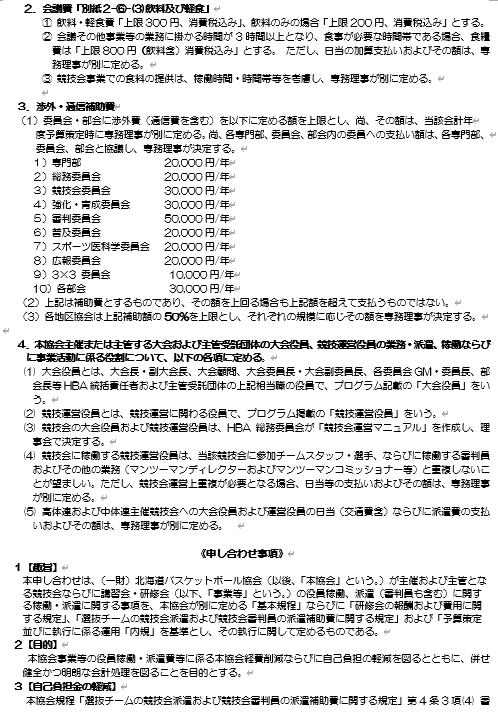 2．会議費「別紙2-⑥-(3)飲料及び軽食」
① 飲料・軽食費「上限300円、消費税込み」、飲料のみの場合「上限200円、消費税込み」とする。
② 会議その他事業等の業務に掛かる時間が3時間以上となり、食事が必要な時間帯である場合、食糧
費は「上限800円（飲料含）消費税込み」とする。 ただし、日当の加算支払いおよびその額は、専
務理事が別に定める。
③ 競技会事業での食料の提供は、稼働時間・時間帯等を考慮し、専務理事が別に定める。
3．渉外・通信補助費
（1）委員会・部会に渉外費（通信費を含む）を以下に定める額を上限とし、尚、その額は、当該会計年
度予算策定時に専務理事が別に定める。尚、各専門部、委員会、部会内の委員への支払い額は、各専門部、
委員会、部会と協議し、専務理事が決定する。
1）専門部 20,000円/年
2）総務委員会 20,000円/年
3）競技会委員会 30,000円/年
4）強化・育成委員会 30,000円/年
5）審判委員会 50,000円/年
6）普及委員会 20,000円/年
7）スポーツ医科学委員会 20,000円/年
8）広報委員会 20,000円/年
9）3×3 委員会 10,000円/年
10）各部会 30,000円/年
（2）上記は補助費とするものであり、その額を上回る場合も上記額を超えて支払うものではない。
（3）各地区協会は上記補助額の50%を上限とし、それぞれの規模に応じその額を専務理事が決定する。
4．本協会主催または主管する大会および主管受託団体の大会役員、競技運営役員の業務・派遣、稼働ならび
に事業活動に係る役割について、以下の各項に定める。
(1) 大会役員とは、大会長・副大会長、大会顧問、大会委員長・大会副委員長、各委員会GM・委員長、部
会長等HBA統括責任者および主管受託団体の上記相当職の役員で、プログラム記載の「大会役員」をい
う。
(2) 競技運営役員とは、競技運営に関わる役員で、プログラム掲載の「競技運営役員」をいう。
(3) 競技会の大会役員および競技運営役員は、HBA 総務委員会が「競技会運営マニュアル」を作成し、理
事会で決定する。
(4) 競技会に稼働する競技運営役員は、当該競技会に参加チームスタッフ・選手、ならびに稼働する審判員
およびその他の業務（マンツーマンディレクターおよびマンツーマンコミッショナー等）と重複しないこ
とが望ましい。ただし、競技会運営上重複が必要となる場合、日当等の支払いおよびその額は、専務理事
が別に定める。
(5) 高体連および中体連主催競技会への大会役員および運営役員の日当（交通費含）ならびに派遣費の支払
いおよびその額は、専務理事が別に定める。
《申し合わせ事項》
1【趣旨】
本申し合わせは、（一財）北海道バスケットボール協会（以後、「本協会」という。）が主催および主管とな
る競技会ならびに講習会・研修会（以下、「事業等」という。）の役員稼働、派遣（審判員も含む）に関す
る稼働・派遣に関する事項を、本協会が別に定める「基本規程」ならびに「研修会の報酬および費用に関
する規定」、「選抜チームの競技会派遣および競技会審判員の派遣補助費に関する規定」および「予算策定
並びに執行に係る運用「内規」を基準とし、その執行に関して定めるものである。
2【目的】
本協会事業等の役員稼働・派遣費等に係る本協会経費削減ならびに自己負担の軽減を図るとともに、併せ
健全かつ明朗な会計処理を図ることを目的とする。
3【自己負担金の軽減】
本協会規程「選抜チームの競技会派遣および競技会審判員の派遣補助費に関する規定」第4条3項(4) 審